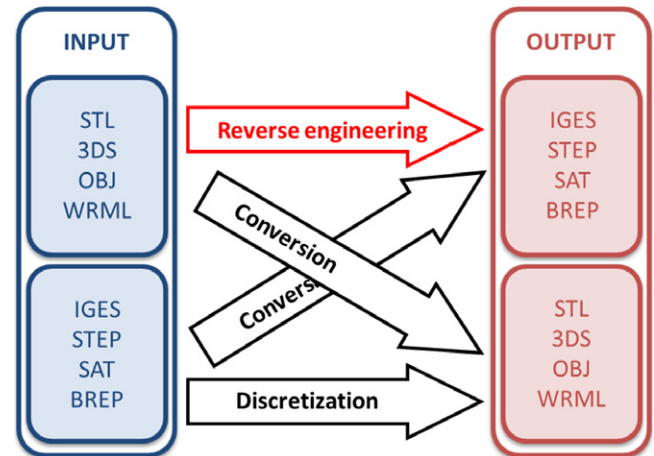 INPUT
STL
3DS
OBJ
WRML
IGES
STEP
SAT
BREP
Reverse engineering
Conversion
Discretization
OUTPUT
IGES
STEP
SAT
BREP
STL
3DS
OBJ
WRML